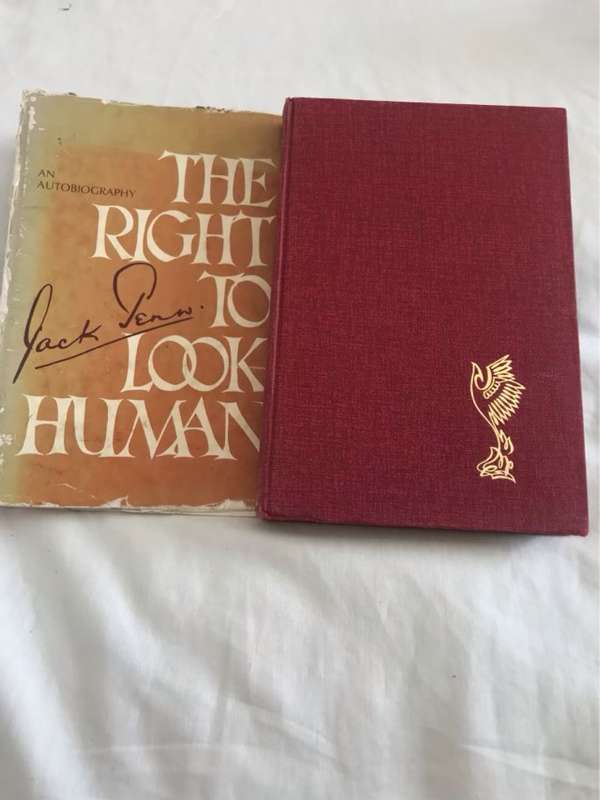 AN
AUTOBIOGRAPHY
THE
RIGHT
TO
LOOK
HUMAN
Jack Penn.